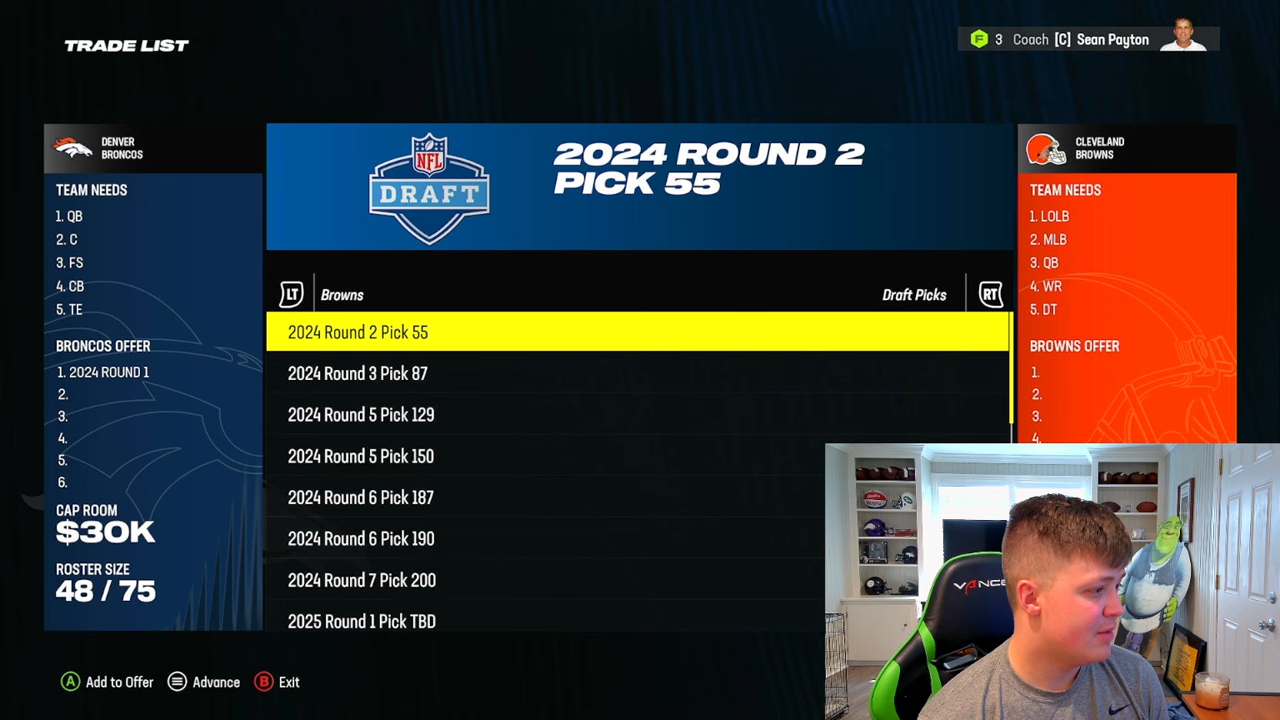 TRADE LIST
3 Coach [C] Sean Payton
DENVER
BRONCOS
TEAM NEEDS
1. QB
2. C
3. FS
4. CB
5. TE
BRONCOS OFFER
1. 2024 ROUND 1
2.
3.
4.
5.
6.
CAP ROOM
$30K
ROSTER SIZE
48 / 75
NFL
DRAFT
2024 ROUND 2
PICK 55
LT Browns
Draft Picks RT
2024 Round 2 Pick 55
2024 Round 3 Pick 87
2024 Round 5 Pick 129
2024 Round 5 Pick 150
2024 Round 6 Pick 187
2024 Round 6 Pick 190
2024 Round 7 Pick 200
2025 Round 1 Pick TBD
CLEVELAND
BROWNS
TEAM NEEDS
1. LOLB
2. MLB
3. QB
4. WR
5. DT
BROWNS OFFER
1.
2.
3.
4.
A Add to Offer
Advance
B Exit